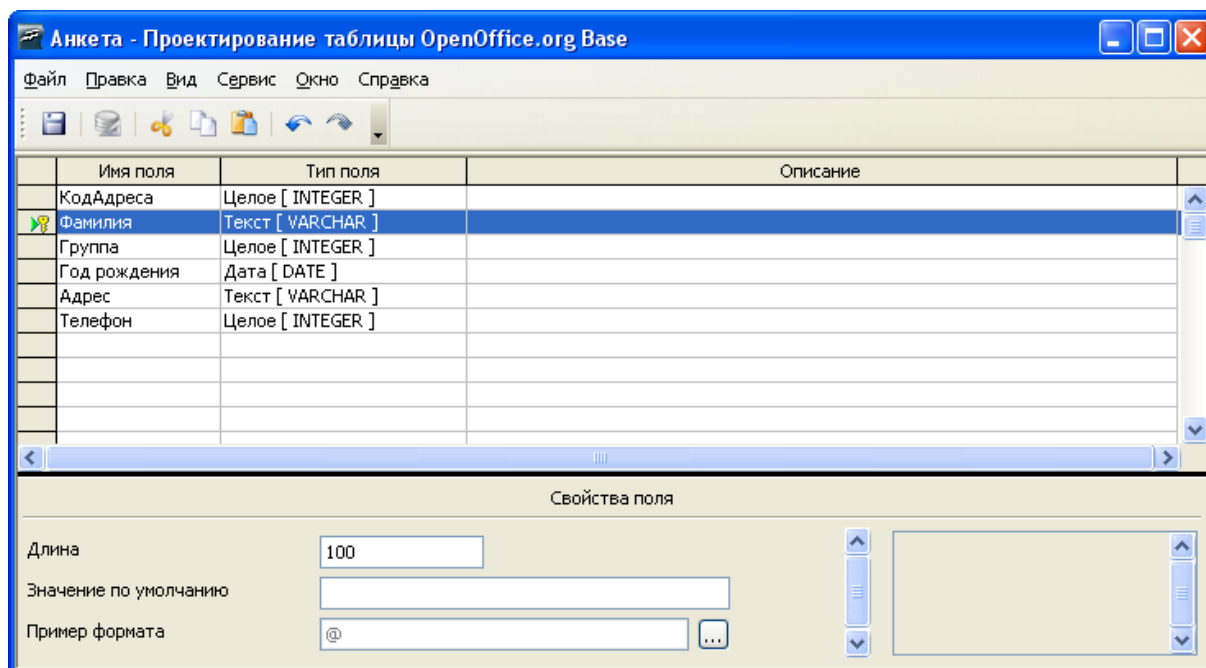 Анкета - Проектирование таблицы OpenOffice.org Base
Файл Правка Вид Сервис Окно Справка
Имя поля Тип поля Описание
КодАдреса Целое [ INTEGER ]
Фамилия Текст [ VARCHAR ]
Группа Целое [ INTEGER ]
Год рождения Дата [ DATE ]
Адрес Текст [ VARCHAR ]
Телефон Целое [ INTEGER ]
Свойства поля
Длина 100
Значение по умолчанию
Пример формата @ ...